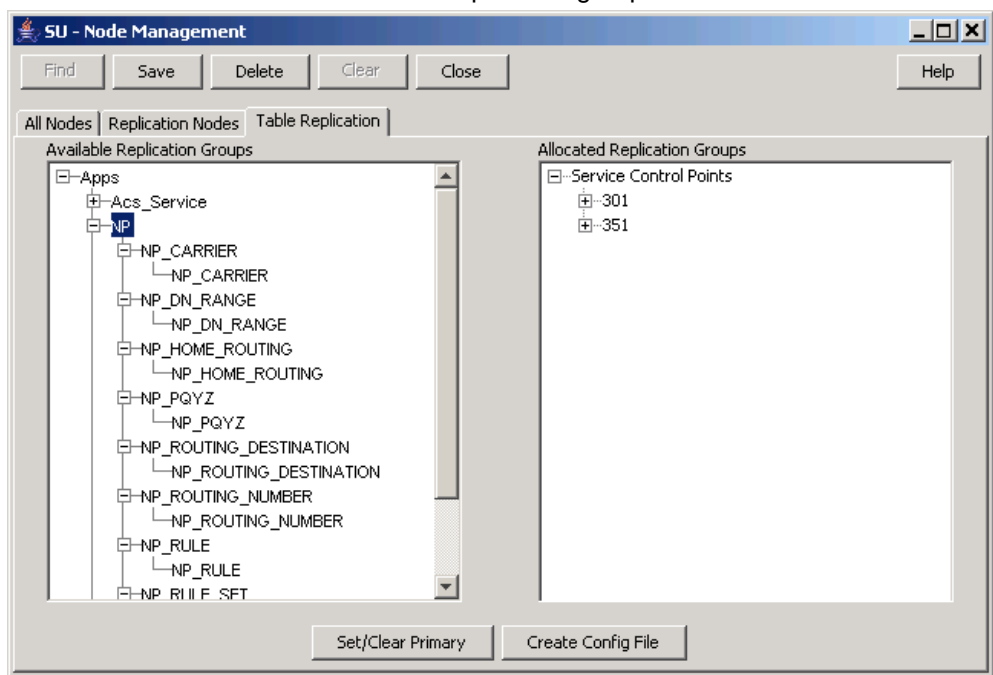 SU - Node Management
Find Save Delete Clear Close Help
All Nodes Replication Nodes Table Replication
Available Replication Groups Allocated Replication Groups
Apps Service Control Points
Acs_Service 301
NP 351
NP_CARRIER
NP_CARRIER
NP_DN_RANGE
NP_DN_RANGE
NP_HOME_ROUTING
NP_HOME_ROUTING
NP_PQYZ
NP_PQYZ
NP_ROUTING_DESTINATION
NP_ROUTING_DESTINATION
NP_ROUTING_NUMBER
NP_ROUTING_NUMBER
NP_RULE
NP_RULE
NP_RULE_SET
Set/Clear Primary Create Config File